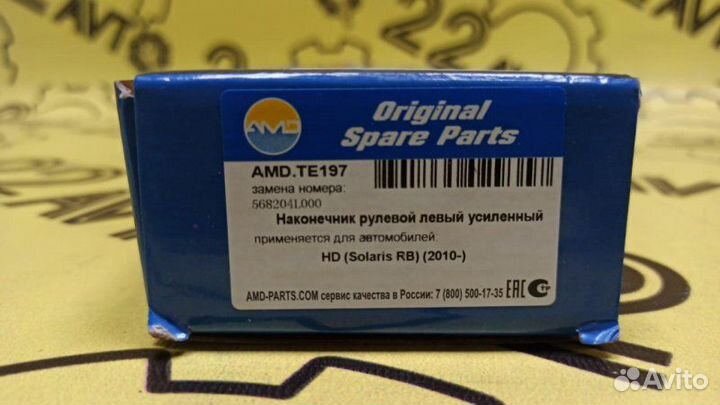 AMD
Original
Spare Parts
AMD.TE197
замена номера:
568204L000
Наконечник рулевой левый усиленный
применяется для автомобилей:
HD (Solaris RB) (2010-)
AMD-PARTS.COM сервис качества в России: 7 (800) 500-17-35 EAC
Avito